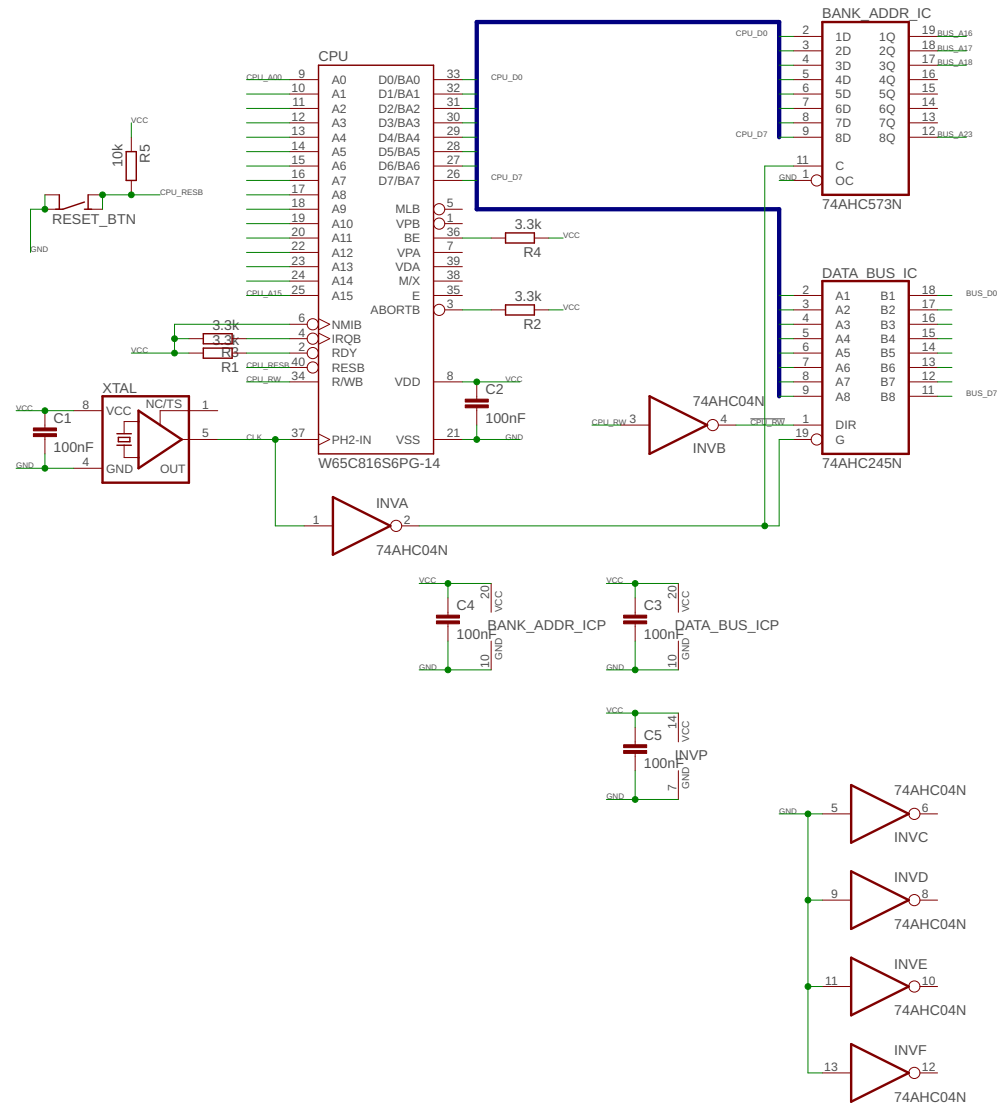 BANK_ADDR_IC
CPU_D0 2 1D 1Q 19 BUS_A16
3 2D 2Q 18 BUS_A17
4 3D 3Q 17 BUS_A18
5 4D 4Q 16
6 5D 5Q 15
7 6D 6Q 14
8 7D 7Q 13
CPU_D7 9 8D 8Q 12 BUS_A23
11 C
GND 1 OC
74AHC573N
CPU
CPU_A00 9 A0 D0/BA0 33 CPU_D0
10 A1 D1/BA1 32
11 A2 D2/BA2 31
12 A3 D3/BA3 30
13 A4 D4/BA4 29
14 A5 D5/BA5 28
15 A6 D6/BA6 27
16 A7 D7/BA7 26 CPU_D7
17 A8
18 A9 MLB 5
19 A10 VPB 1
20 A11 BE 36
22 A12 VPA 7
23 A13 VDA 39
24 A14 M/X 38
CPU_A15 25 A15 E 35
ABORTB 3
6 NMIB
4 IRQB
2 RDY
CPU_RESB 40 RESB
CPU_RW 34 R/WB VDD 8 VCC
37 PH2-IN VSS 21 GND
W65C816S6PG-14
VCC
10k
R5
CPU_RESB
RESET_BTN
GND
3.3k
VCC
R4
3.3k
VCC
R2
3.3k
3.3k
R3
VCC
R1
C2
100nF
XTAL
VCC 8 VCC NC/TS 1
C1
100nF
5 CLK
GND 4 GND OUT
DATA_BUS_IC
2 A1 B1 18 BUS_D0
3 A2 B2 17
4 A3 B3 16
5 A4 B4 15
6 A5 B5 14
7 A6 B6 13
8 A7 B7 12
9 A8 B8 11 BUS_D7
1 DIR
19 G
74AHC245N
74AHC04N
CPU_RW 3 4 CPU_RW
INVB
INVA
1 2
74AHC04N
VCC 20 VCC
C4
100nF
BANK_ADDR_ICP
GND 10 GND
VCC 20 VCC
C3
100nF
DATA_BUS_ICP
GND 10 GND
VCC 14 VCC
C5
100nF
INVP
GND 7 GND
74AHC04N
GND 5 6
INVC
INVD
9 8
74AHC04N
INVE
11 10
74AHC04N
INVF
13 12
74AHC04N